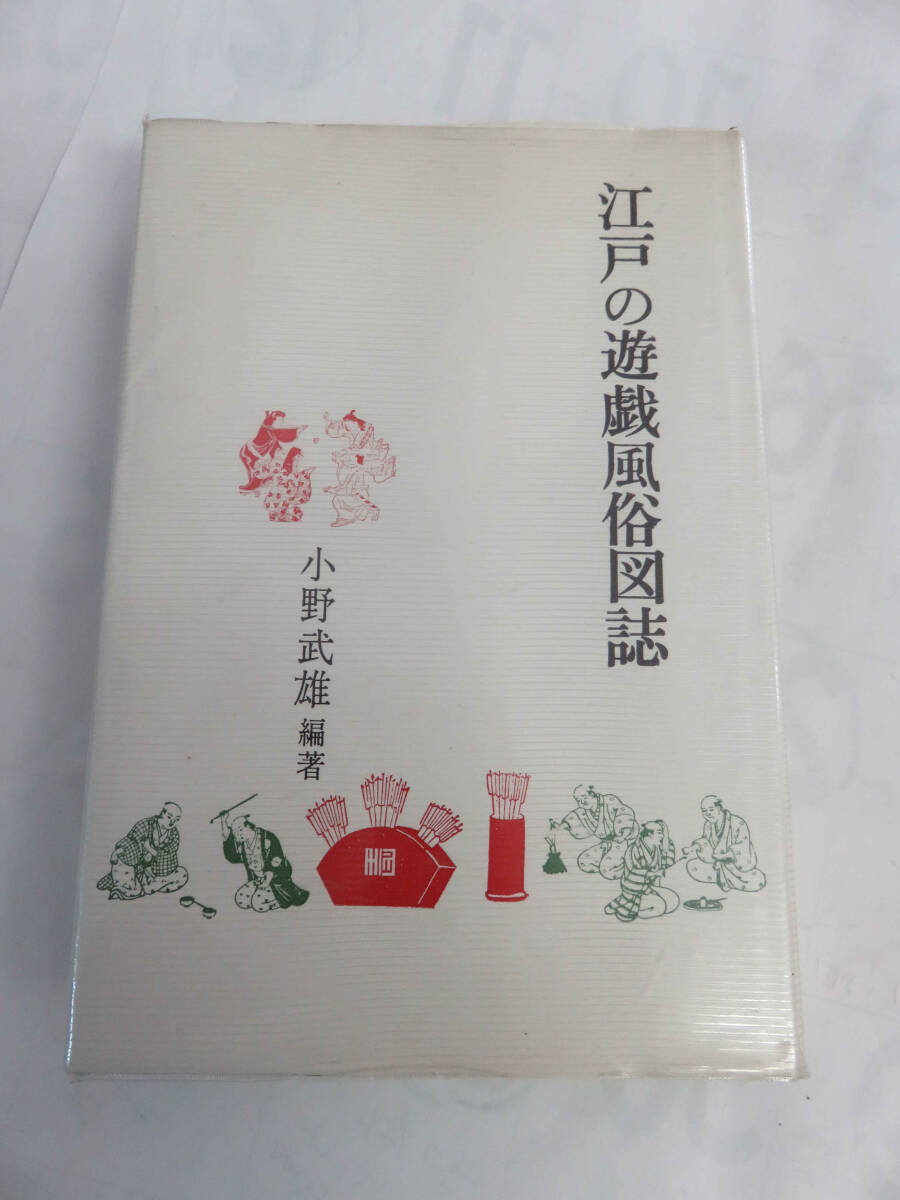 江戸の遊戯風俗図誌
小野武雄 編著